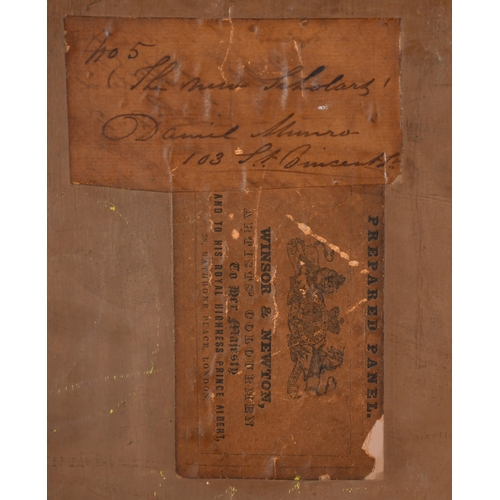 No 5
'The new Scholars'
Daniel Munro
103 St. Vincent St.
PREPARED PANEL.
WINSOR & NEWTON,
ARTISTS' COLOURMEN
To Her Majesty
AND TO HIS ROYAL HIGHNESS PRINCE ALBERT,
RATHBONE PLACE, LONDON.